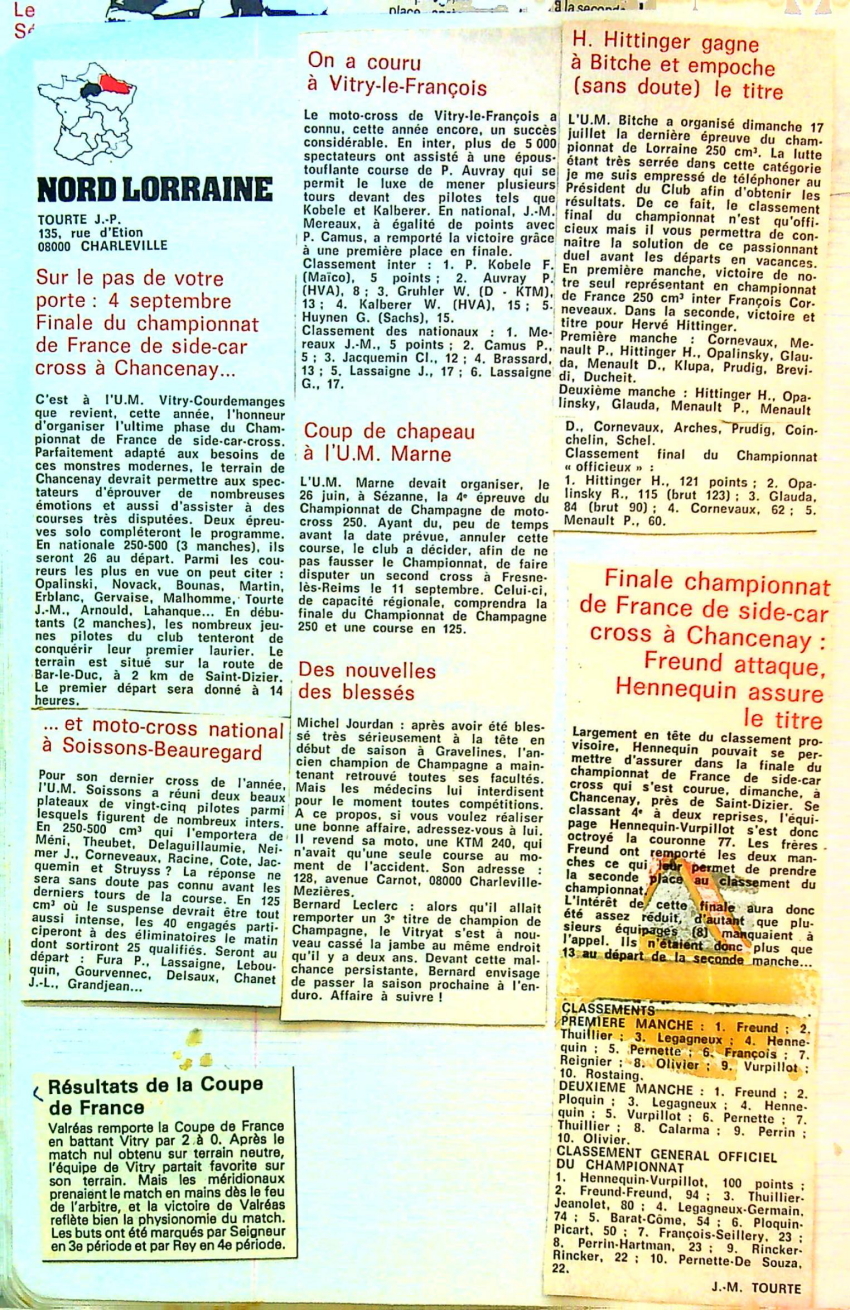 Le
à la seconde
NORD LORRAINE
TOURTE J.-P.
135, rue d'Etion
08000 CHARLEVILLE
Sur le pas de votre
porte : 4 septembre
Finale du championnat
de France de side-car
cross à Chancenay...
C'est à l'U.M. Vitry-Courdemanges
que revient, cette année, l'honneur
d'organiser l'ultime phase du Cham-
pionnat de France de side-car-cross.
Parfaitement adapté aux besoins de
ces monstres modernes, le terrain de
Chancenay devrait permettre aux spec-
tateurs d'éprouver de nombreuses
émotions et aussi d'assister à des
courses très disputées. Deux épreu-
ves solo compléteront le programme.
En nationale 250-500 (3 manches), ils
seront 26 au départ. Parmi les cou-
reurs les plus en vue on peut citer :
Opalinski, Novack, Bounas, Martin,
Erblanc, Gervaise, Malhomme, Tourte
J.-M., Arnould, Lahanque... En débu-
tants (2 manches), les nombreux jeu-
nes pilotes du club tenteront de
conquérir leur premier laurier. Le
terrain est situé sur la route de
Bar-le-Duc, à 2 km de Saint-Dizier.
Le premier départ sera donné à 14
heures.
... et moto-cross national
à Soissons-Beauregard
Pour son dernier cross de l'année,
l'U.M. Soissons a réuni deux beaux
plateaux de vingt-cinq pilotes parmi
lesquels figurent de nombreux inters.
En 250-500 cm³ qui l'emportera de
Méni, Theubet, Delaguillaumie, Nei-
mer J., Corneveaux, Racine, Cote, Jac-
quemin et Struyss ? La réponse ne
sera sans doute pas connu avant les
derniers tours de la course. En 125
cm³ où le suspense devrait être tout
aussi intense, les 40 engagés parti-
ciperont à des éliminatoires le matin
dont sortiront 25 qualifiés. Seront au
départ : Fura P., Lassaigne, Lebou-
quin, Gourvennec, Delsaux, Chanet
J.-L., Grandjean...
Résultats de la Coupe
de France
Valréas remporte la Coupe de France
en battant Vitry par 2 à 0. Après le
match nul obtenu sur terrain neutre,
l'équipe de Vitry partait favorite sur
son terrain. Mais les méridionaux
prenaient le match en mains dès le feu
de l'arbitre, et la victoire de Valréas
reflète bien la physionomie du match.
Les buts ont été marqués par Seigneur
en 3e période et par Rey en 4e période.
On a couru
à Vitry-le-François
Le moto-cross de Vitry-le-François a
connu, cette année encore, un succès
considérable. En inter, plus de 5 000
spectateurs ont assisté à une épous-
touflante course de P. Auvray qui se
permit le luxe de mener plusieurs
tours devant des pilotes tels que
Kobele et Kalberer. En national, J.-M.
Mereaux, à égalité de points avec
P. Camus, a remporté la victoire grâce
à une première place en finale.
Classement inter : 1. P. Kobele F.
(Maïco), 5 points ; 2. Auvray P.
(HVA), 8 ; 3. Gruhler W. (D - KTM),
13 ; 4. Kalberer W. (HVA), 15 ; 5.
Huynen G. (Sachs), 15.
Classement des nationaux : 1. Me-
reaux J.-M., 5 points ; 2. Camus P.,
5 ; 3. Jacquemin Cl., 12 ; 4. Brassard,
13 ; 5. Lassaigne J., 17 ; 6. Lassaigne
G., 17.
Coup de chapeau
à l'U.M. Marne
L'U.M. Marne devait organiser, le
26 juin, à Sézanne, la 4e épreuve du
Championnat de Champagne de moto-
cross 250. Ayant du, peu de temps
avant la date prévue, annuler cette
course, le club a décider, afin de ne
pas fausser le Championnat, de faire
disputer un second cross à Fresne-
lès-Reims le 11 septembre. Celui-ci,
de capacité régionale, comprendra la
finale du Championnat de Champagne
250 et une course en 125.
Des nouvelles
des blessés
Michel Jourdan : après avoir été bles-
sé très sérieusement à la tête en
début de saison à Gravelines, l'an-
cien champion de Champagne a main-
tenant retrouvé toutes ses facultés.
Mais les médecins lui interdisent
pour le moment toutes compétitions.
A ce propos, si vous voulez réaliser
une bonne affaire, adressez-vous à lui.
Il revend sa moto, une KTM 240, qui
n'avait qu'une seule course au mo-
ment de l'accident. Son adresse :
128, avenue Carnot, 08000 Charleville-
Mezières.
Bernard Leclerc : alors qu'il allait
remporter un 3e titre de champion de
Champagne, le Vitryat s'est à nou-
veau cassé la jambe au même endroit
qu'il y a deux ans. Devant cette mal-
chance persistante, Bernard envisage
de passer la saison prochaine à l'en-
duro. Affaire à suivre !
H. Hittinger gagne
à Bitche et empoche
(sans doute) le titre
L'U.M. Bitche a organisé dimanche 17
juillet la dernière épreuve du cham-
pionnat de Lorraine 250 cm³. La lutte
étant très serrée dans cette catégorie
je me suis empressé de téléphoner au
Président du Club afin d'obtenir les
résultats. De ce fait, le classement
final du championnat n'est qu'offi-
cieux mais il vous permettra de con-
naitre la solution de ce passionnant
duel avant les départs en vacances.
En première manche, victoire de no-
tre seul représentant en championnat
de France 250 cm³ inter François Cor-
neveaux. Dans la seconde, victoire et
titre pour Hervé Hittinger.
Première manche : Cornevaux, Me-
nault P., Hittinger H., Opalinsky, Glau-
da, Menault D., Klupa, Prudig, Brevi-
di, Ducheit.
Deuxième manche : Hittinger H., Opa-
linsky, Glauda, Menault P., Menault
D., Cornevaux, Arches, Prudig, Coin-
chelin, Schel.
Classement final du Championnat
« officieux » :
1. Hittinger H., 121 points ; 2. Opa-
linsky R., 115 (brut 123) ; 3. Glauda,
84 (brut 90) ; 4. Cornevaux, 62 ; 5.
Menault P., 60.
Finale championnat
de France de side-car
cross à Chancenay :
Freund attaque,
Hennequin assure
le titre
Largement en tête du classement pro-
visoire, Hennequin pouvait se per-
mettre d'assurer dans la finale du
championnat de France de side-car
cross qui s'est courue, dimanche, à
Chancenay, près de Saint-Dizier. Se
classant 4e à deux reprises, l'équi-
page Hennequin-Vurpillot s'est donc
octroyé la couronne 77. Les frères
Freund ont remporté les deux man-
ches ce qui leur permet de prendre
la seconde place au classement du
championnat.
L'intérêt de cette finale aura donc
été assez réduit, d'autant que plu-
sieurs équipages (8) manquaient à
l'appel. Ils n'étaient donc plus que
13 au départ de la seconde manche...
CLASSEMENTS
PREMIERE MANCHE : 1. Freund ; 2.
Thuillier ; 3. Legagneux ; 4. Henne-
quin ; 5. Pernette ; 6. François ; 7.
Reignier ; 8. Olivier ; 9. Vurpillot ;
10. Rostaing.
DEUXIEME MANCHE : 1. Freund ; 2.
Ploquin ; 3. Legagneux ; 4. Henne-
quin ; 5. Vurpillot ; 6. Pernette ; 7.
Thuillier ; 8. Calarma : 9. Perrin ;
10. Olivier.
CLASSEMENT GENERAL OFFICIEL
DU CHAMPIONNAT
1. Hennequin-Vurpillot, 100 points ;
2. Freund-Freund, 94 ; 3. Thuillier-
Jeanolet, 80 ; 4. Legagneux-Germain,
74 ; 5. Barat-Côme, 54 ; 6. Ploquin-
Picart, 50 ; 7. François-Seillery, 23 ;
8. Perrin-Hartman, 23 ; 9. Rincker-
Rincker, 22 ; 10. Pernette-De Souza,
22.
J.-M. TOURTE